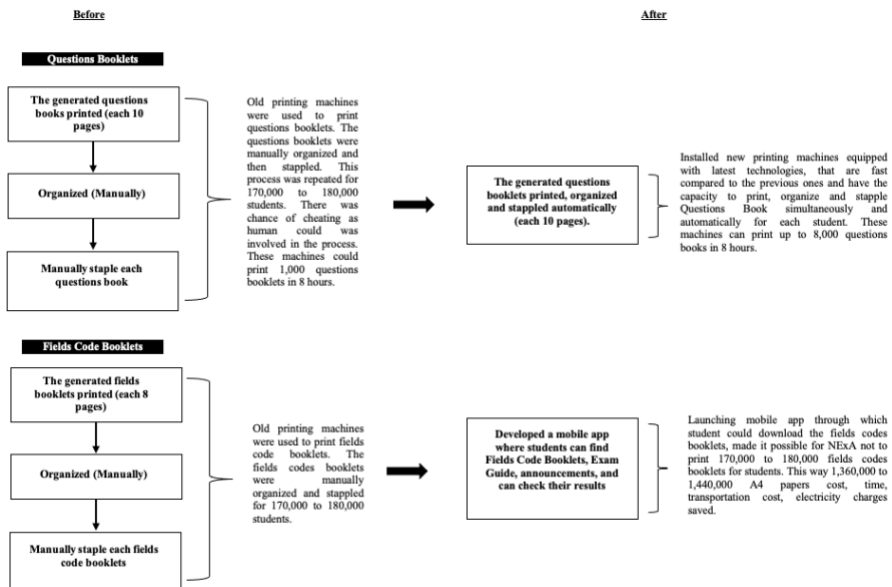 Before
After
Questions Booklets
The generated questions
books printed (each 10
pages)
Organized (Manually)
Manually staple each
questions book
Old printing machines
were used to print
questions booklets. The
questions booklets were
manually organized and
then stappled. This
process was repeated for
170,000 to 180,000
students. There was
chance of cheating as
human could was
involved in the process.
These machines could
print 1,000 questions
booklets in 8 hours.
The generated questions
booklets printed, organized
and stappled automatically
(each 10 pages).
Installed new printing machines equipped
with latest technologies, that are fast
compared to the previous ones and have the
capacity to print, organize and stapple
Questions Book simultaneously and
automatically for each student. These
machines can print up to 8,000 questions
books in 8 hours.
Fields Code Booklets
The generated fields
booklets printed (each 8
pages)
Organized (Manually)
Manually staple each fields
code booklets
Old printing machines
were used to print fields
code booklets. The
fields codes booklets
were manually
organized and stappled
for 170,000 to 180,000
students.
Developed a mobile app
where students can find
Fields Code Booklets, Exam
Guide, announcements, and
can check their results
Launching mobile app through which
student could download the fields codes
booklets, made it possible for NExA not to
print 170,000 to 180,000 fields codes
booklets for students. This way 1,360,000 to
1,440,000 A4 papers cost, time,
transportation cost, electricity charges
saved.